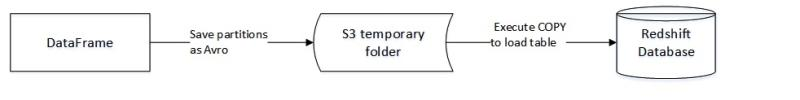 DataFrame
Save partitions
as Avro
S3 temporary
folder
Execute COPY
to load table
Redshift
Database